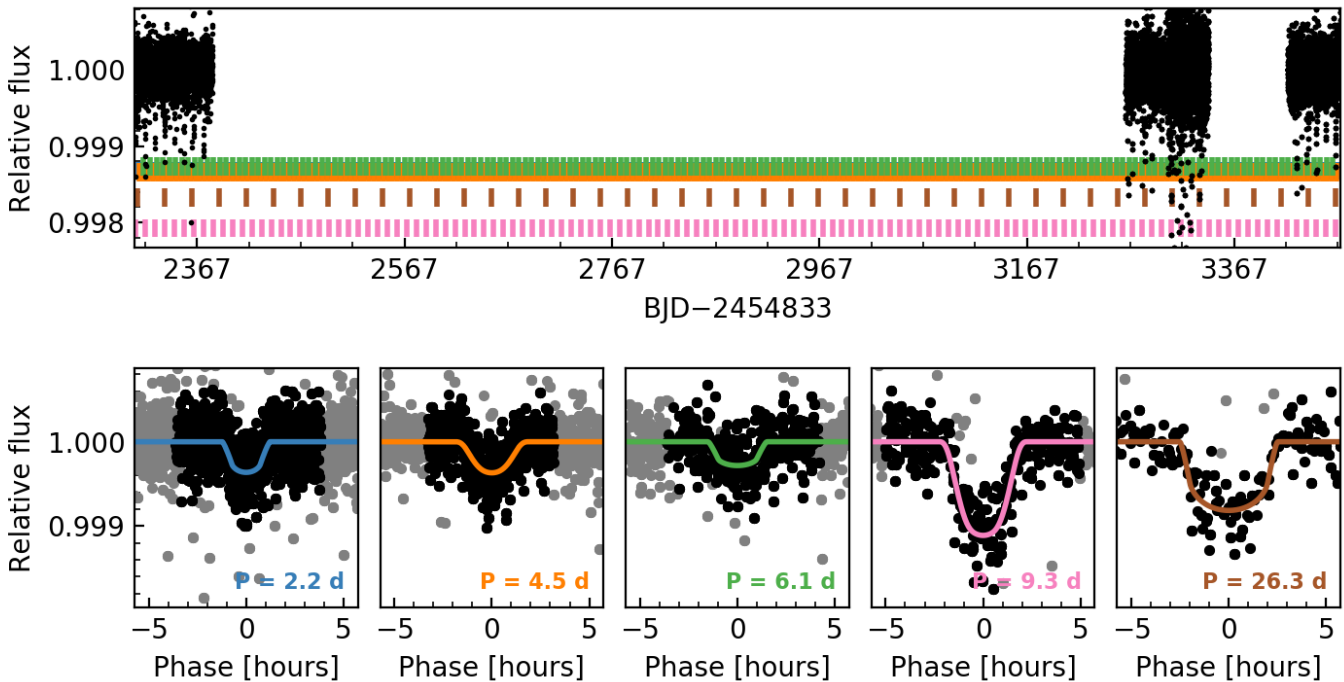 Relative flux
1.000
0.999
0.998
2367 2567 2767 2967 3167 3367
BJD−2454833
Relative flux
1.000
0.999
P = 2.2 d
P = 4.5 d
P = 6.1 d
P = 9.3 d
P = 26.3 d
−5 0 5
−5 0 5
−5 0 5
−5 0 5
−5 0 5
Phase [hours]
Phase [hours]
Phase [hours]
Phase [hours]
Phase [hours]